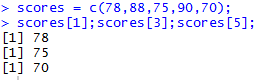 > scores = c(78,88,75,90,70);
> scores[1];scores[3];scores[5];
[1] 78
[1] 75
[1] 70